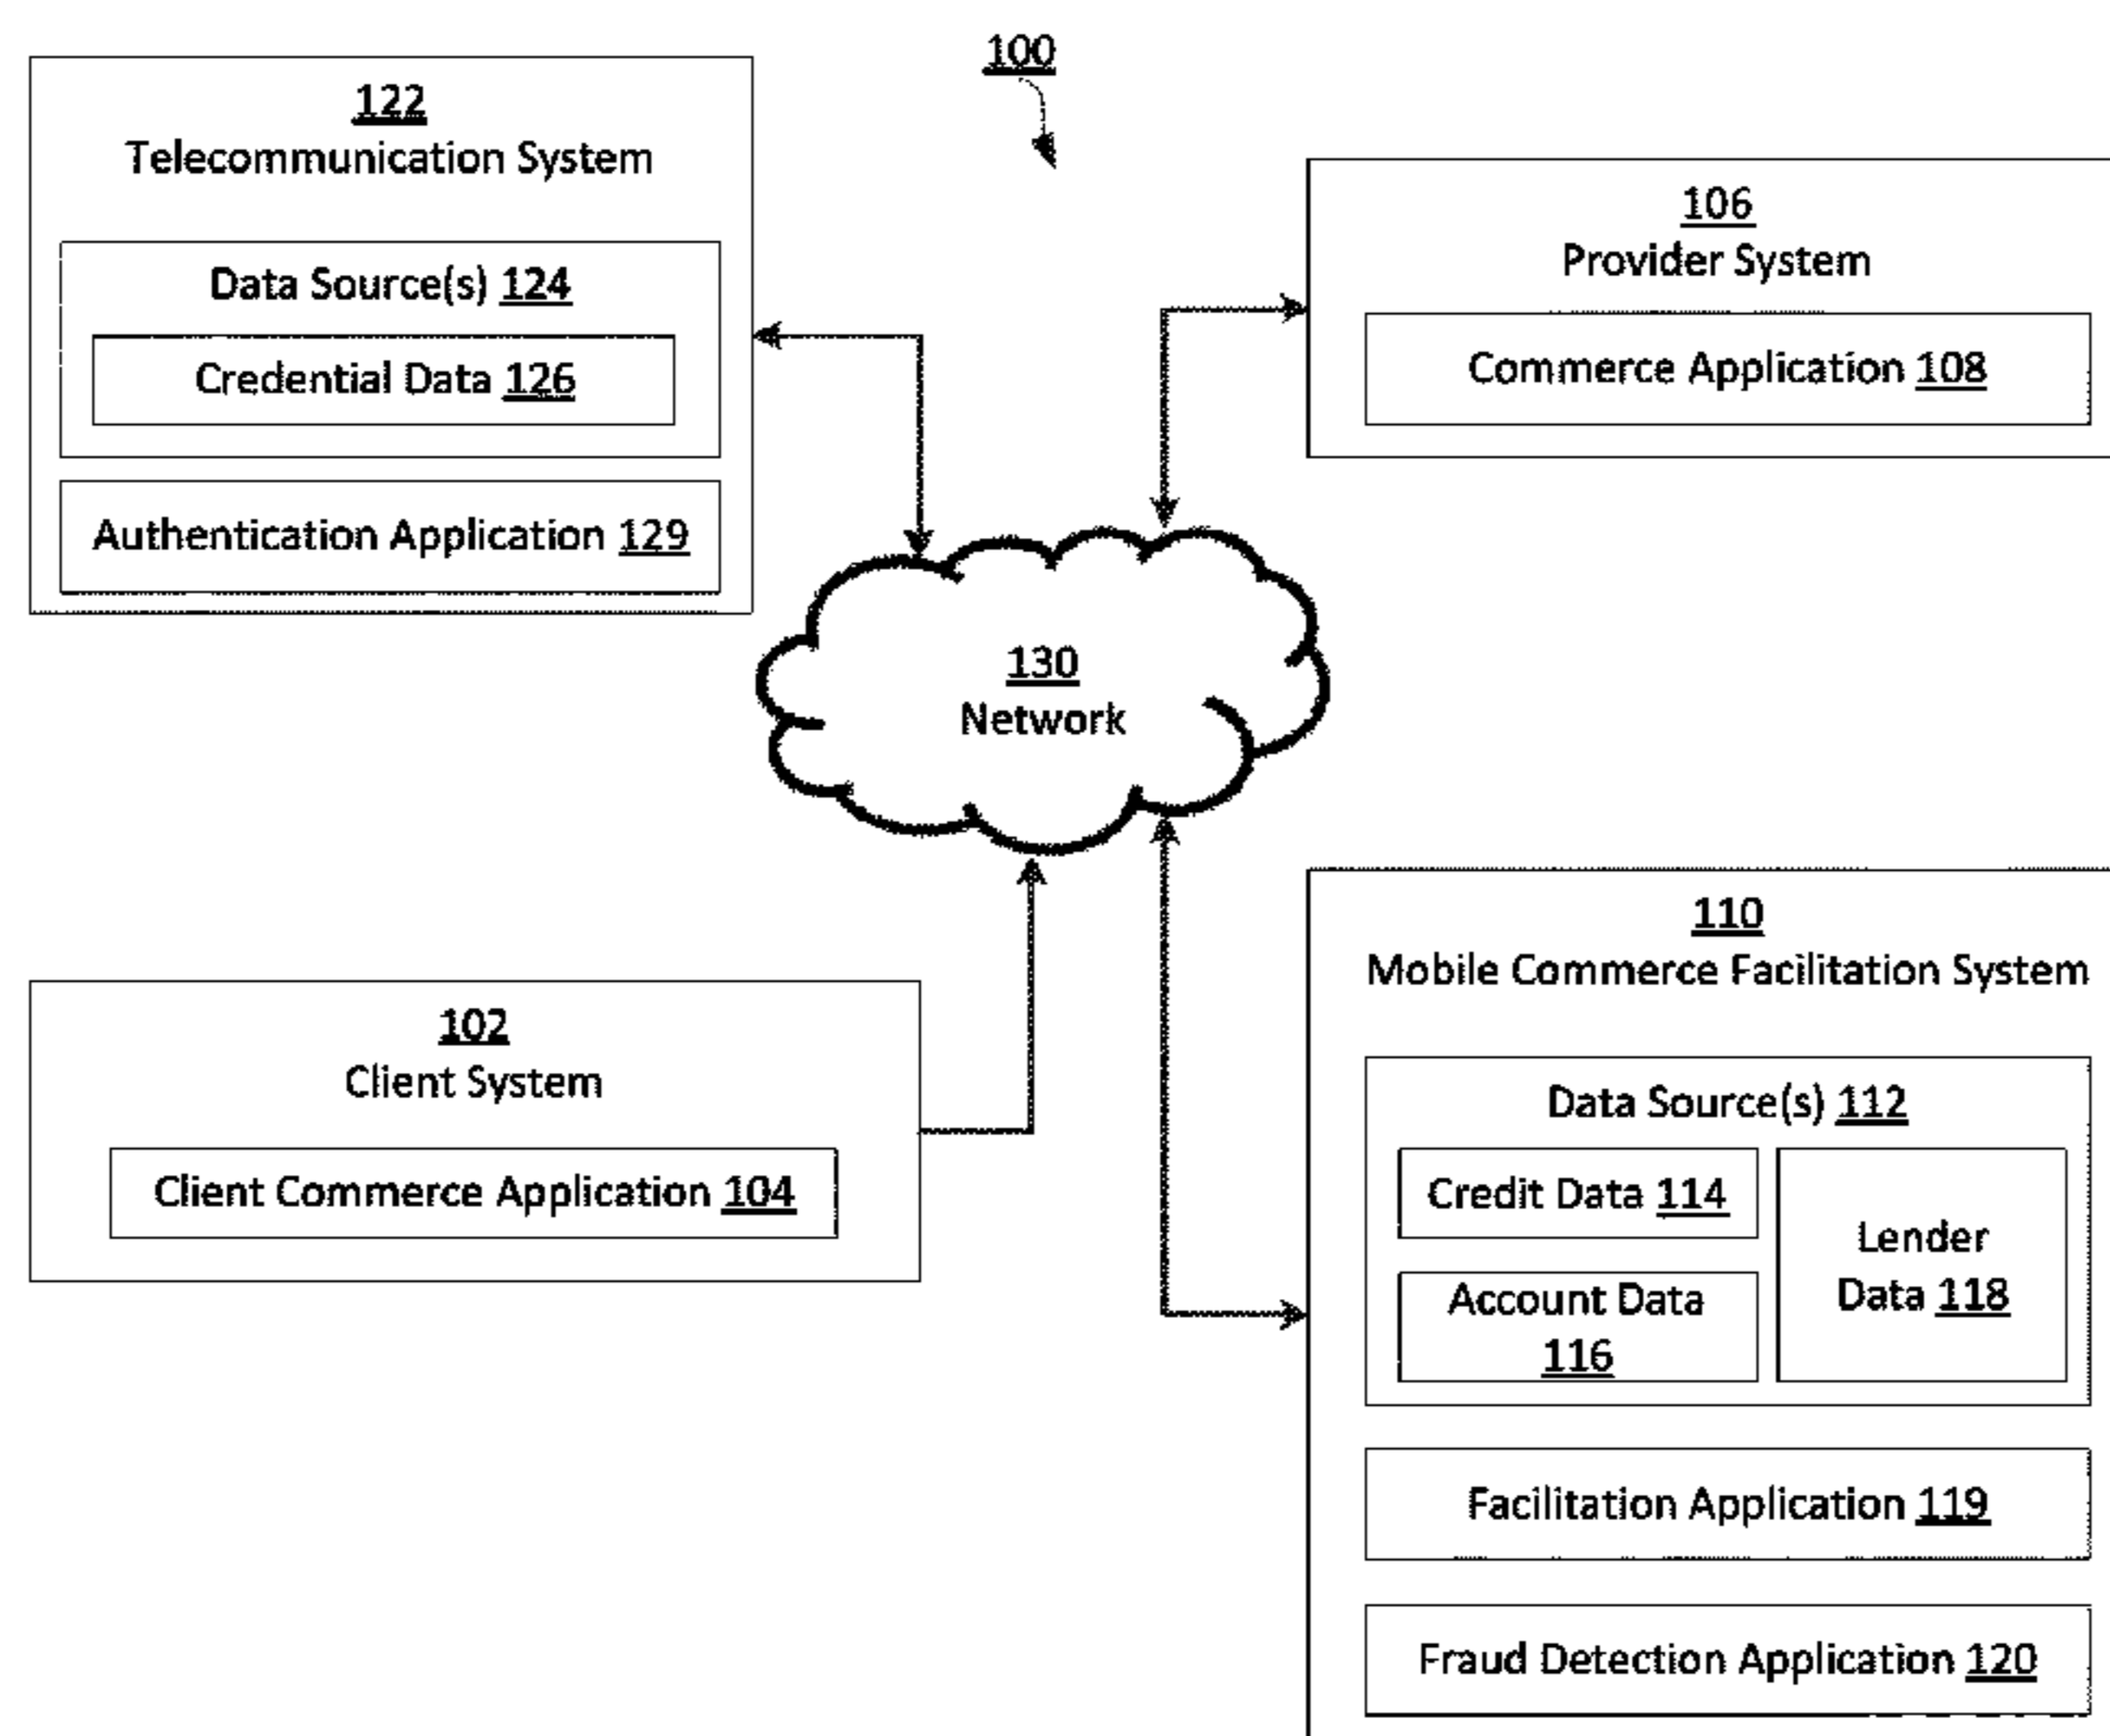 100
122
Telecommunication System
Data Source(s) 124
Credential Data 126
Authentication Application 129
106
Provider System
Commerce Application 108
130
Network
102
Client System
Client Commerce Application 104
110
Mobile Commerce Facilitation System
Data Source(s) 112
Credit Data 114
Account Data
116
Lender
Data 118
Facilitation Application 119
Fraud Detection Application 120